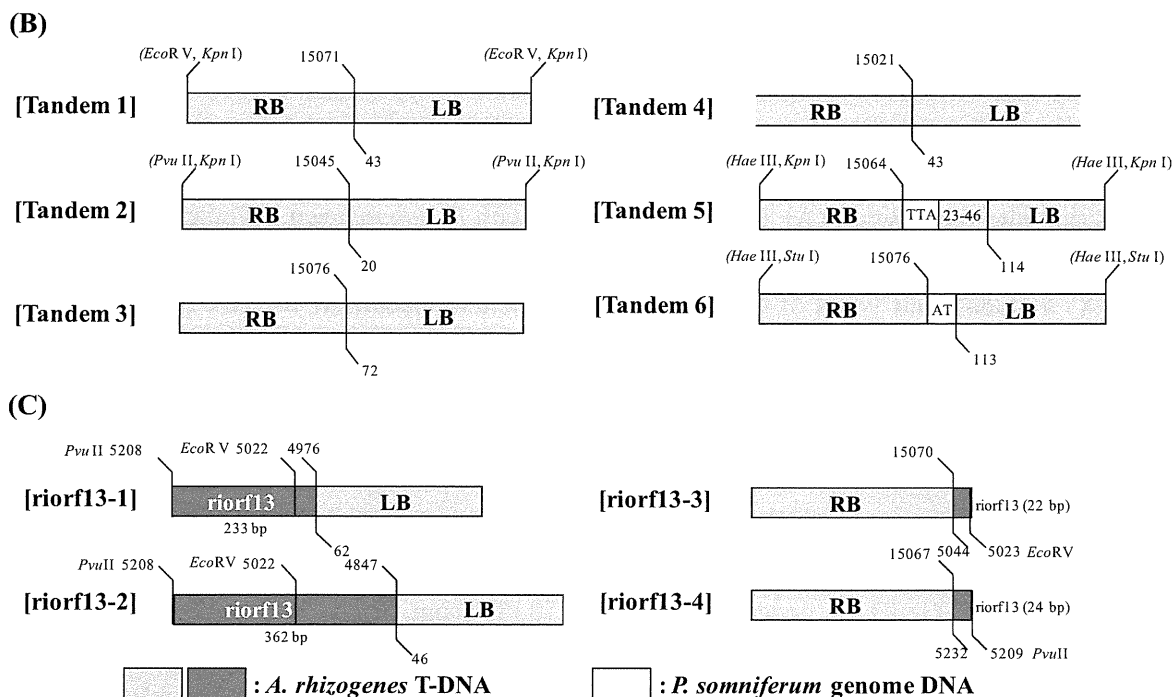 (B)
(EcoR V, Kpn I) 15071 (EcoR V, Kpn I)
[Tandem 1] RB LB
43
(Pvu II, Kpn I) 15045 (Pvu II, Kpn I)
[Tandem 2] RB LB
20
15076
[Tandem 3] RB LB
72
15021
[Tandem 4] RB LB
43
(Hae III, Kpn I) 15064 (Hae III, Kpn I)
[Tandem 5] RB TTA 23-46 LB
114
(Hae III, Stu I) 15076 (Hae III, Stu I)
[Tandem 6] RB AT LB
113
(C)
Pvu II 5208 EcoR V 5022 4976
[riorf13-1] riorf13 LB
233 bp
62
PvuII 5208 EcoRV 5022 4847
[riorf13-2] riorf13 LB
362 bp
46
15070
[riorf13-3] RB riorf13 (22 bp)
5044 5023 EcoRV
15067
[riorf13-4] RB riorf13 (24 bp)
5232 5209 PvuII
: A. rhizogenes T-DNA
: P. somniferum genome DNA